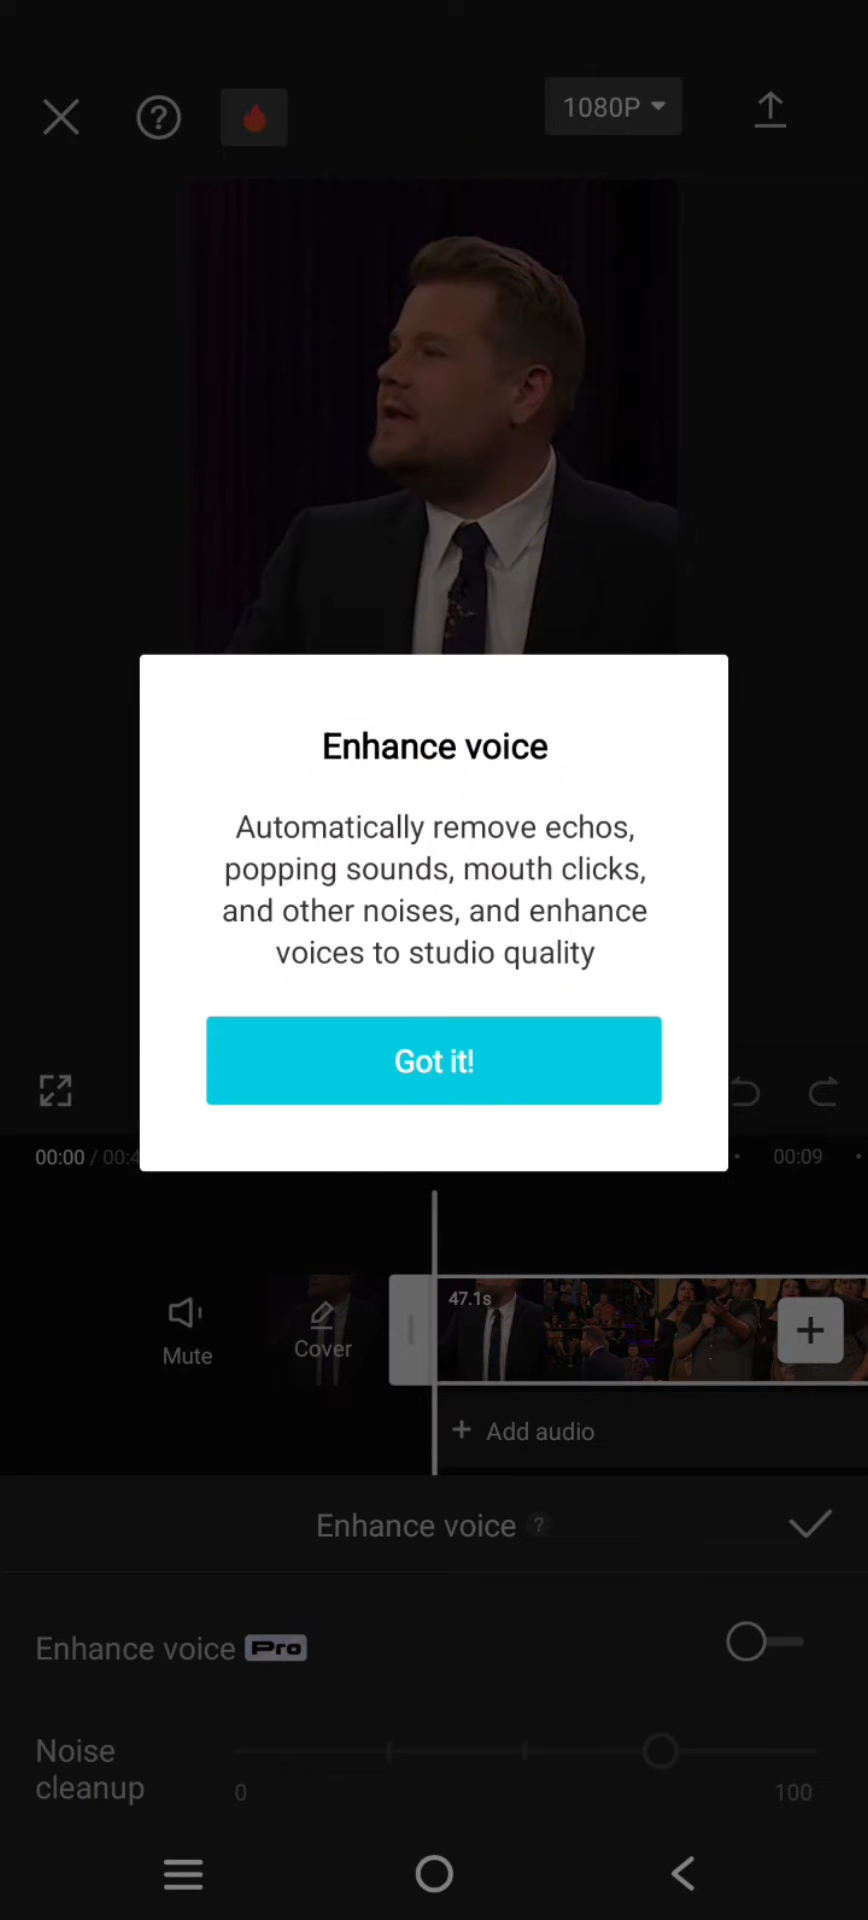 1080P
Enhance voice
Automatically remove echos,
popping sounds, mouth clicks,
and other noises, and enhance
voices to studio quality
Got it!
00:00 / 00:4
00:09
47.1s
Mute
Cover
+
+ Add audio
Enhance voice ?
Enhance voice Pro
Noise
cleanup
0
100